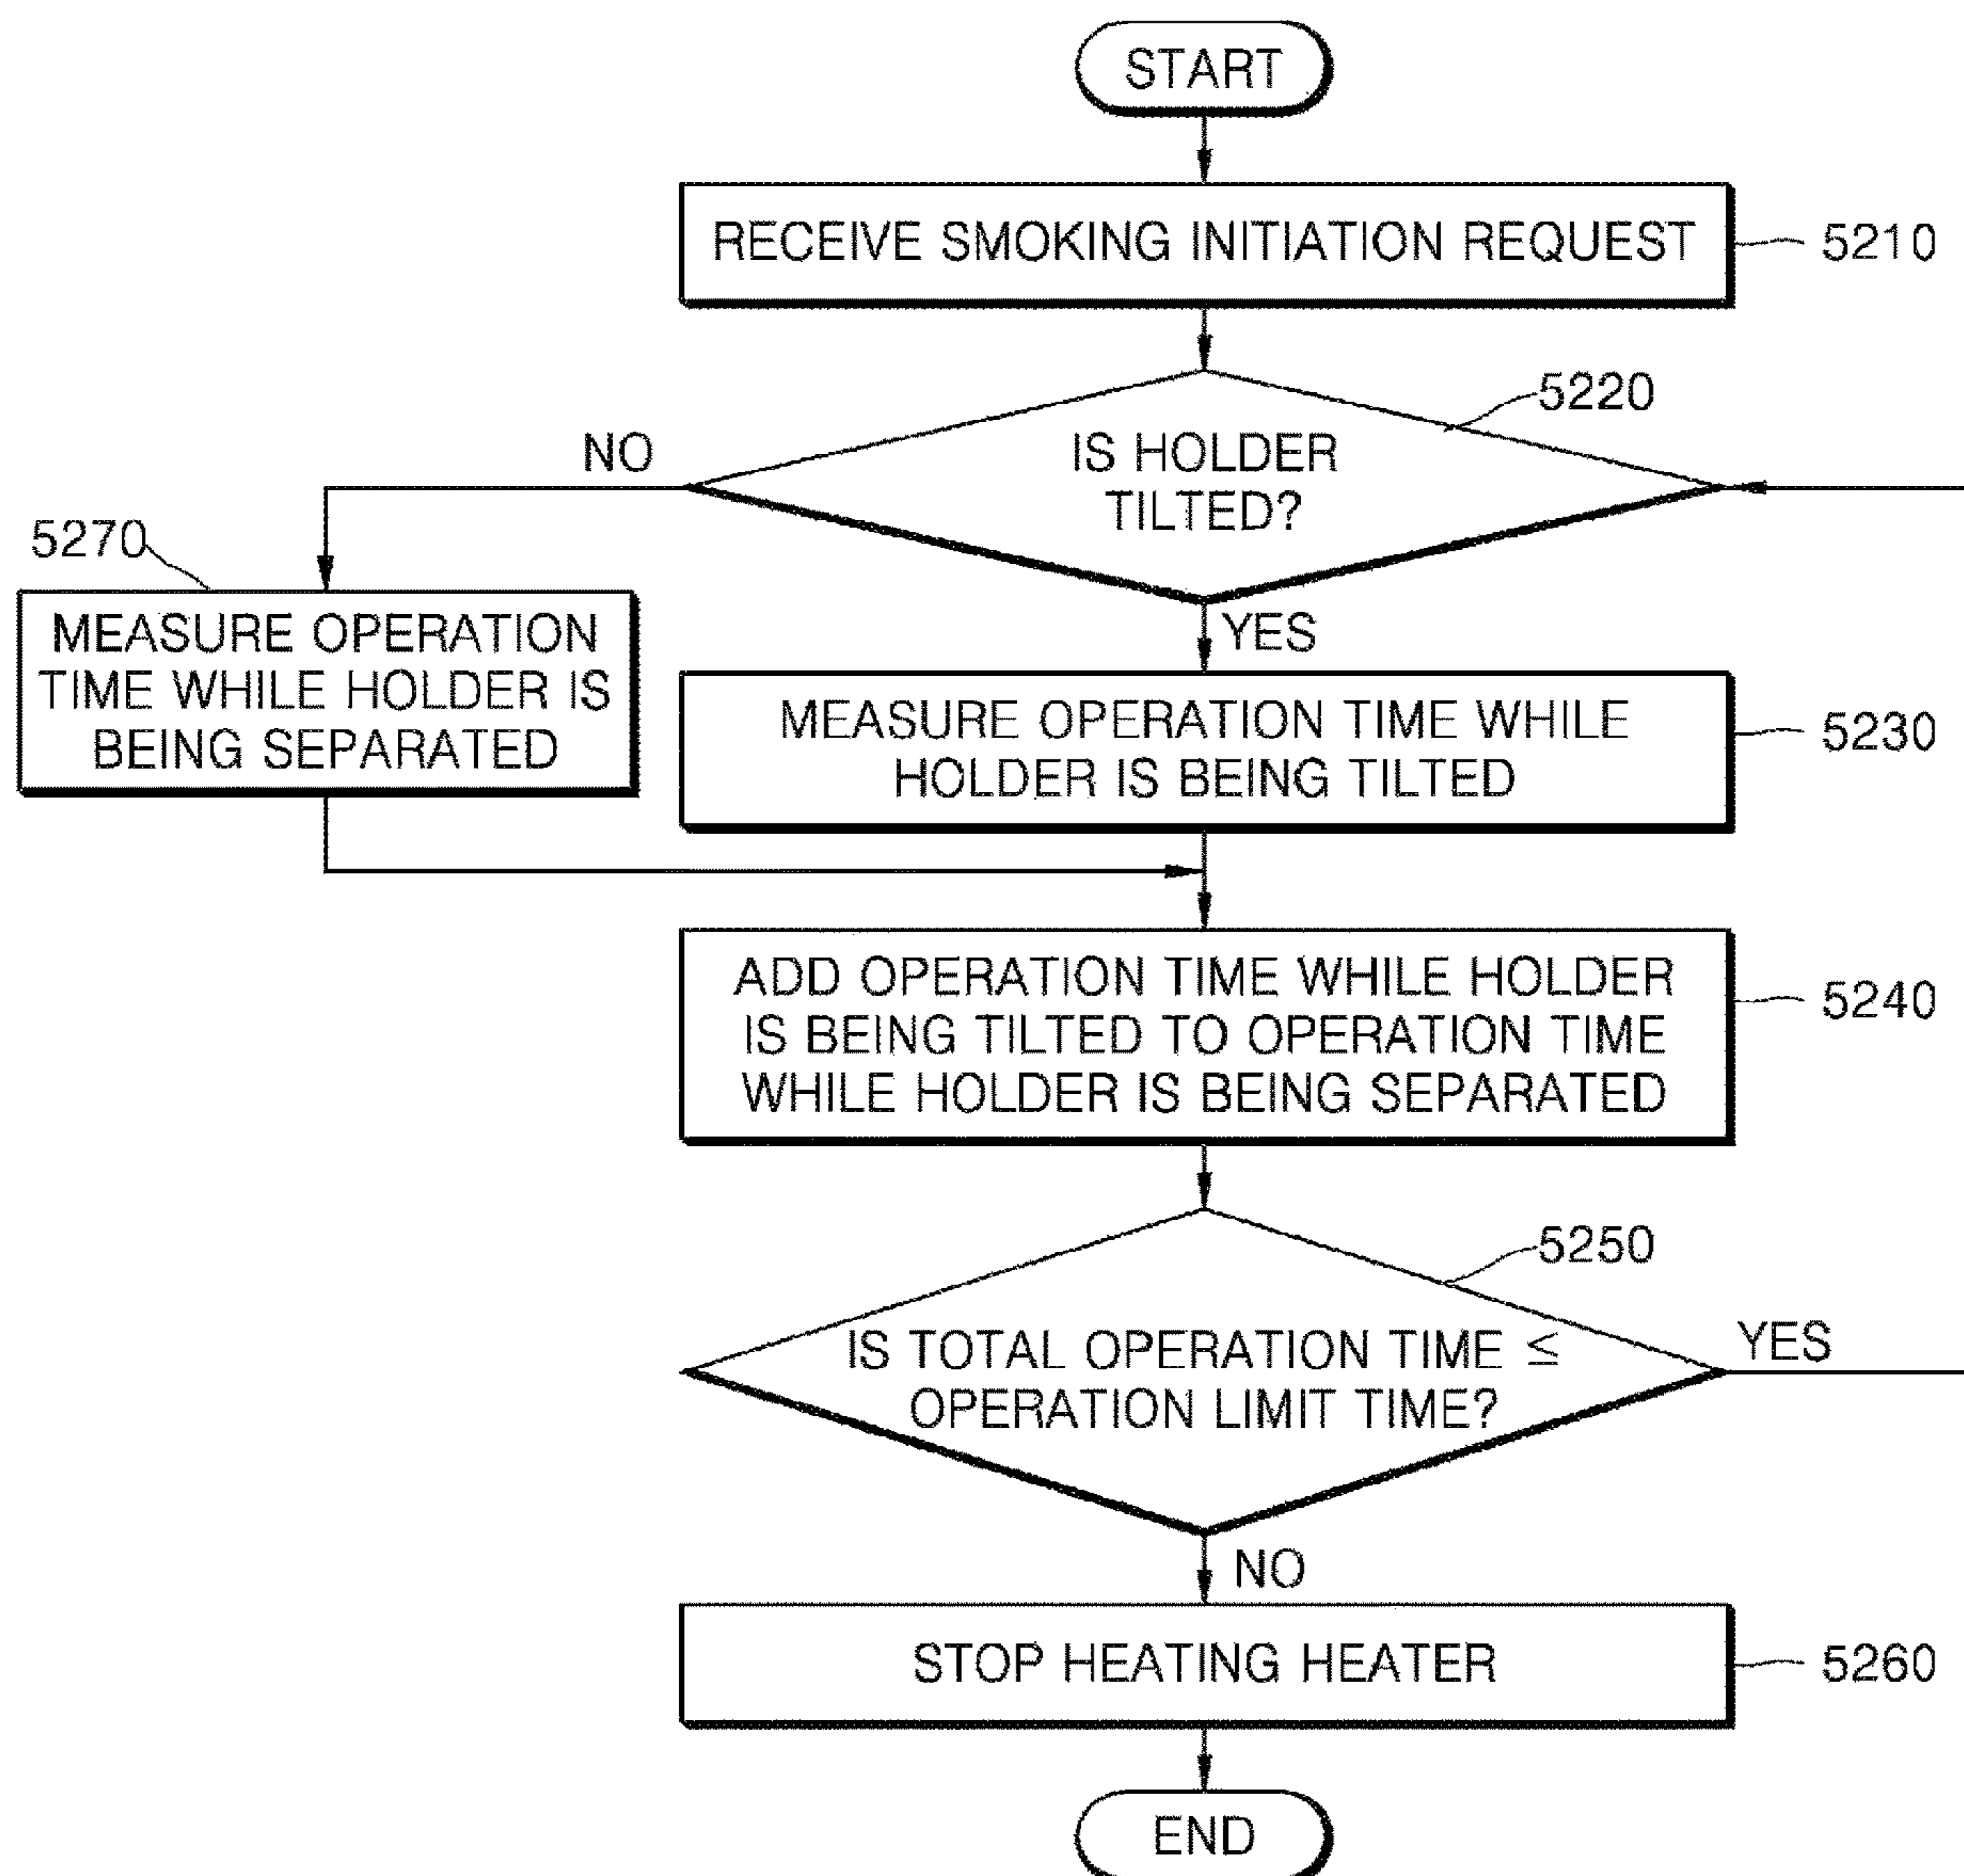 START
RECEIVE SMOKING INITIATION REQUEST
5210
5220
IS HOLDER
TILTED?
NO
YES
5270
MEASURE OPERATION
TIME WHILE HOLDER IS
BEING SEPARATED
MEASURE OPERATION TIME WHILE
HOLDER IS BEING TILTED
5230
ADD OPERATION TIME WHILE HOLDER
IS BEING TILTED TO OPERATION TIME
WHILE HOLDER IS BEING SEPARATED
5240
5250
IS TOTAL OPERATION TIME ≤
OPERATION LIMIT TIME?
YES
NO
STOP HEATING HEATER
5260
END